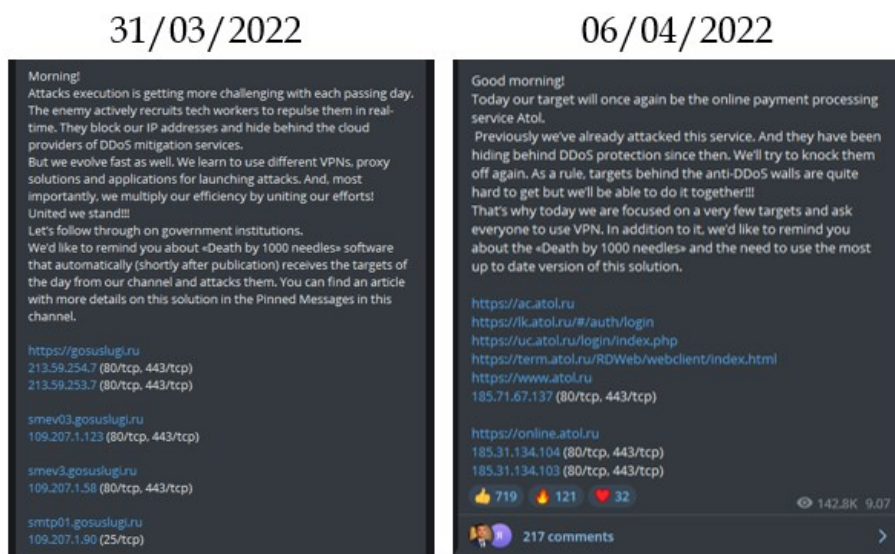 31/03/2022
Morning!
Attacks execution is getting more challenging with each passing day.
The enemy actively recruits tech workers to repulse them in real-
time. They block our IP addresses and hide behind the cloud
providers of DDoS mitigation services.
But we evolve fast as well. We learn to use different VPNs, proxy
solutions and applications for launching attacks. And, most
importantly, we multiply our efficiency by uniting our efforts!
United we stand!!!
Let's follow through on government institutions.
We'd like to remind you about «Death by 1000 needles» software
that automatically (shortly after publication) receives the targets of
the day from our channel and attacks them. You can find an article
with more details on this solution in the Pinned Messages in this
channel.
https://gosuslugi.ru
213.59.254.7 (80/tcp, 443/tcp)
213.59.253.7 (80/tcp, 443/tcp)
smev03.gosuslugi.ru
109.207.1.123 (80/tcp, 443/tcp)
smev3.gosuslugi.ru
109.207.1.58 (80/tcp, 443/tcp)
smtp01.gosuslugi.ru
109.207.1.90 (25/tcp)
06/04/2022
Good morning!
Today our target will once again be the online payment processing
service Atol.
Previously we've already attacked this service. And they have been
hiding behind DDoS protection since then. We'll try to knock them
off again. As a rule, targets behind the anti-DDoS walls are quite
hard to get but we'll be able to do it together!!!
That's why today we are focused on a very few targets and ask
everyone to use VPN. In addition to it, we'd like to remind you
about the «Death by 1000 needles» and the need to use the most
up to date version of this solution.
https://ac.atol.ru
https://lk.atol.ru/#/auth/login
https://uc.atol.ru/login/index.php
https://term.atol.ru/RDWeb/webclient/index.html
https://www.atol.ru
185.71.67.137 (80/tcp, 443/tcp)
https://online.atol.ru
185.31.134.104 (80/tcp, 443/tcp)
185.31.134.103 (80/tcp, 443/tcp)
719 121 32
142.8K 9.07
Я 217 comments